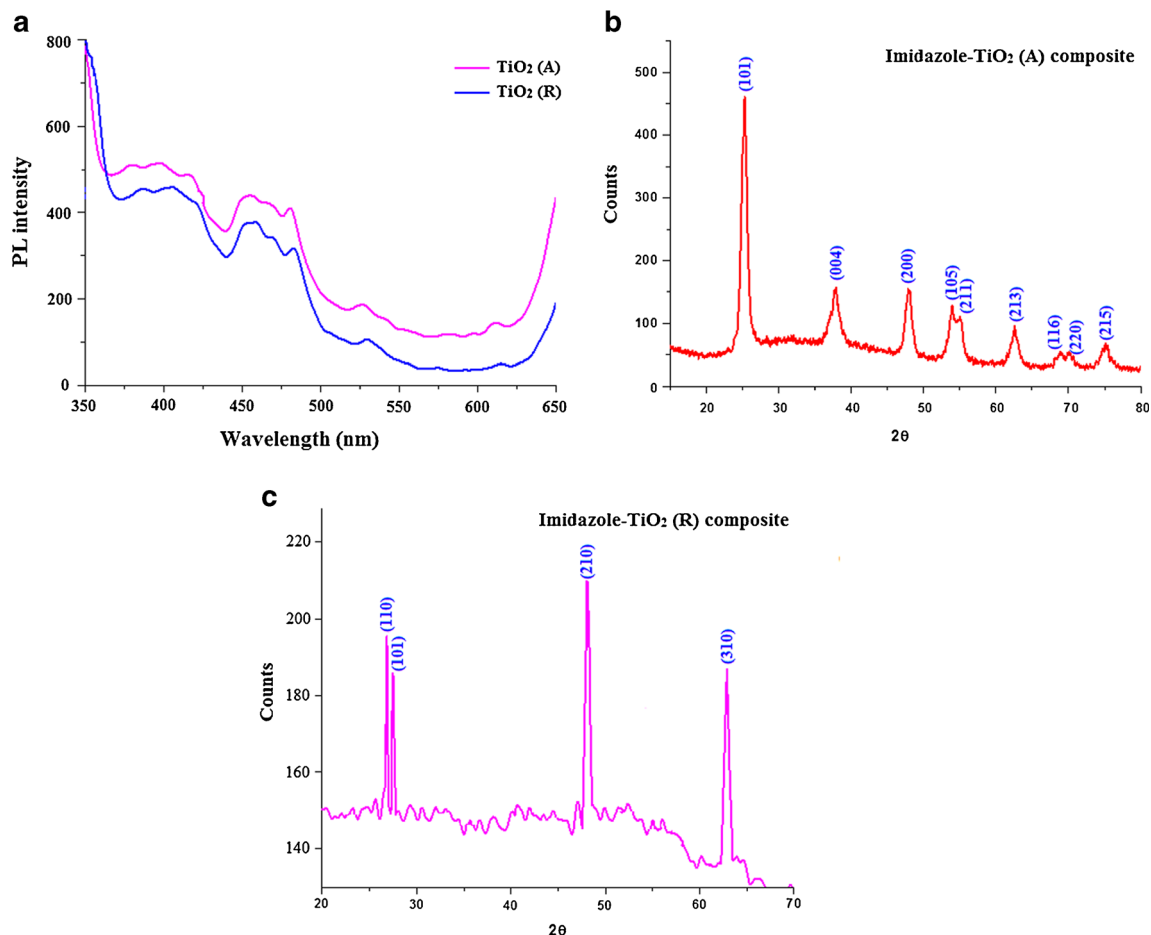 a
800
600
400
200
0
PL intensity
350 400 450 500 550 600 650
Wavelength (nm)
TiO2 (A)
TiO2 (R)
b
Imidazole-TiO2 (A) composite
500
400
300
200
100
0
Counts
(101)
(004)
(200)
(105)
(211)
(213)
(116)
(220)
(215)
20 30 40 50 60 70 80
2θ
c
Imidazole-TiO2 (R) composite
220
200
180
160
140
Counts
(110)
(101)
(210)
(310)
20 30 40 50 60 70
2θ